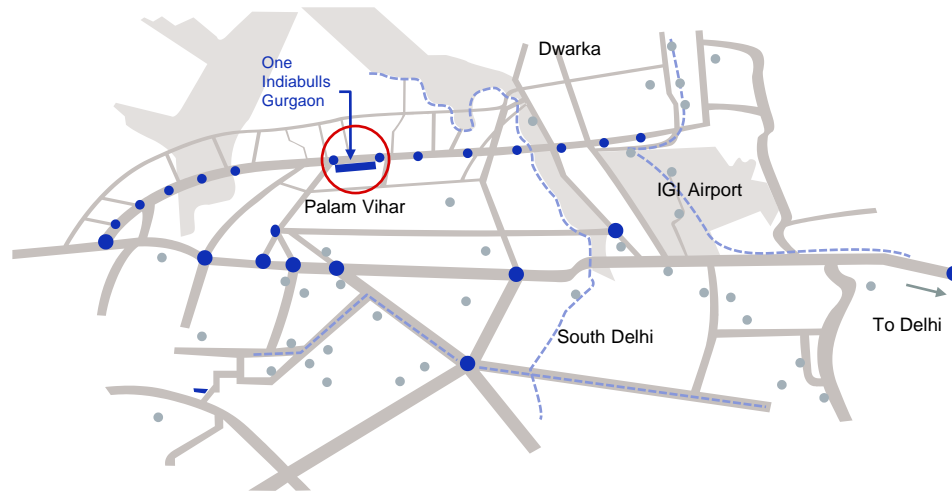 Dwarka
One
Indiabulls
Gurgaon
IGI Airport
Palam Vihar
South Delhi
To Delhi